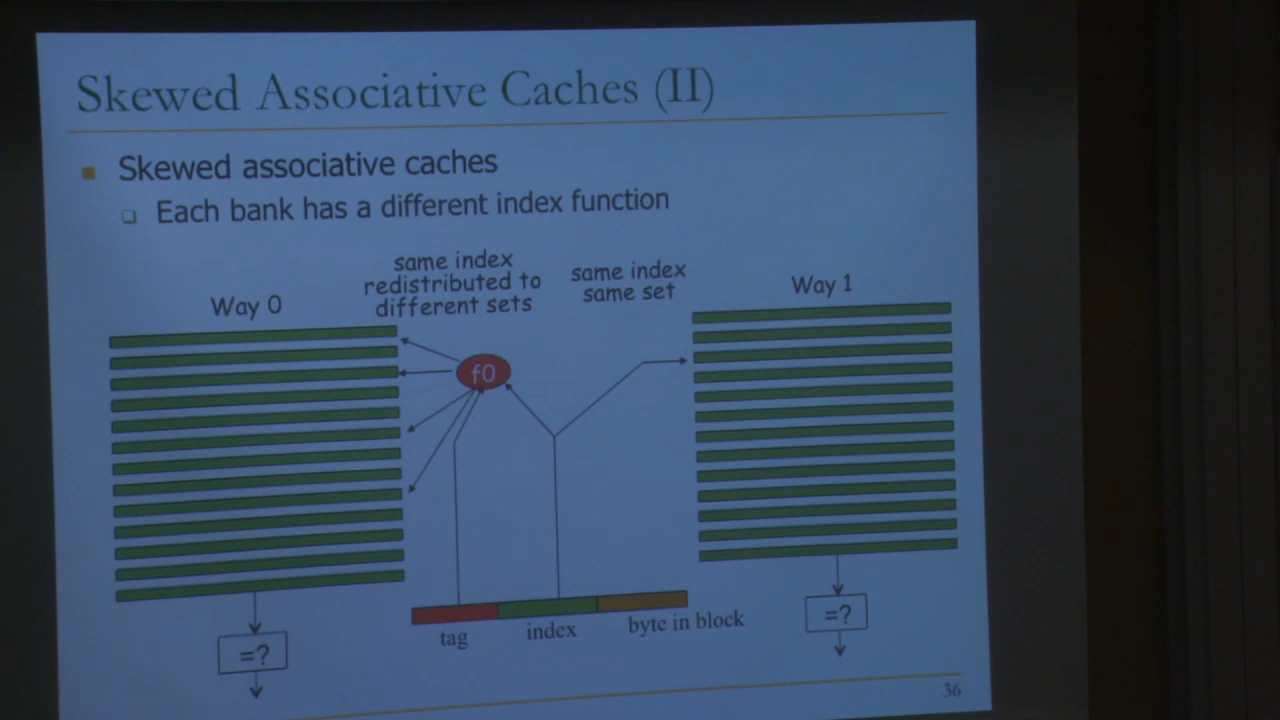 Skewed Associative Caches (II)
Skewed associative caches
Each bank has a different index function
same index
redistributed to
different sets
same index
same set
Way 0
Way 1
f0
tag
index
byte in block
=?
=?
36